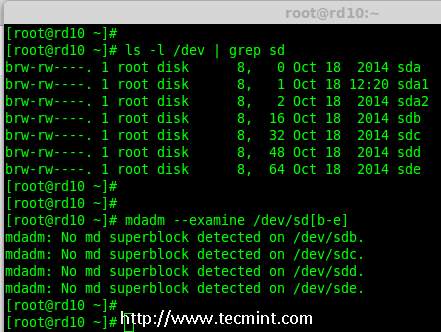 root@rd10:~
[root@rd10 ~]#
[root@rd10 ~]# ls -l /dev | grep sd
brw-rw----. 1 root disk      8,   0 Oct 18  2014 sda
brw-rw----. 1 root disk      8,   1 Oct 18 12:20 sda1
brw-rw----. 1 root disk      8,   2 Oct 18  2014 sda2
brw-rw----. 1 root disk      8,  16 Oct 18  2014 sdb
brw-rw----. 1 root disk      8,  32 Oct 18  2014 sdc
brw-rw----. 1 root disk      8,  48 Oct 18  2014 sdd
brw-rw----. 1 root disk      8,  64 Oct 18  2014 sde
[root@rd10 ~]#
[root@rd10 ~]#
[root@rd10 ~]# mdadm --examine /dev/sd[b-e]
mdadm: No md superblock detected on /dev/sdb.
mdadm: No md superblock detected on /dev/sdc.
mdadm: No md superblock detected on /dev/sdd.
mdadm: No md superblock detected on /dev/sde.
[root@rd10 ~]#
[root@rd10 ~]#
http://www.tecmint.com